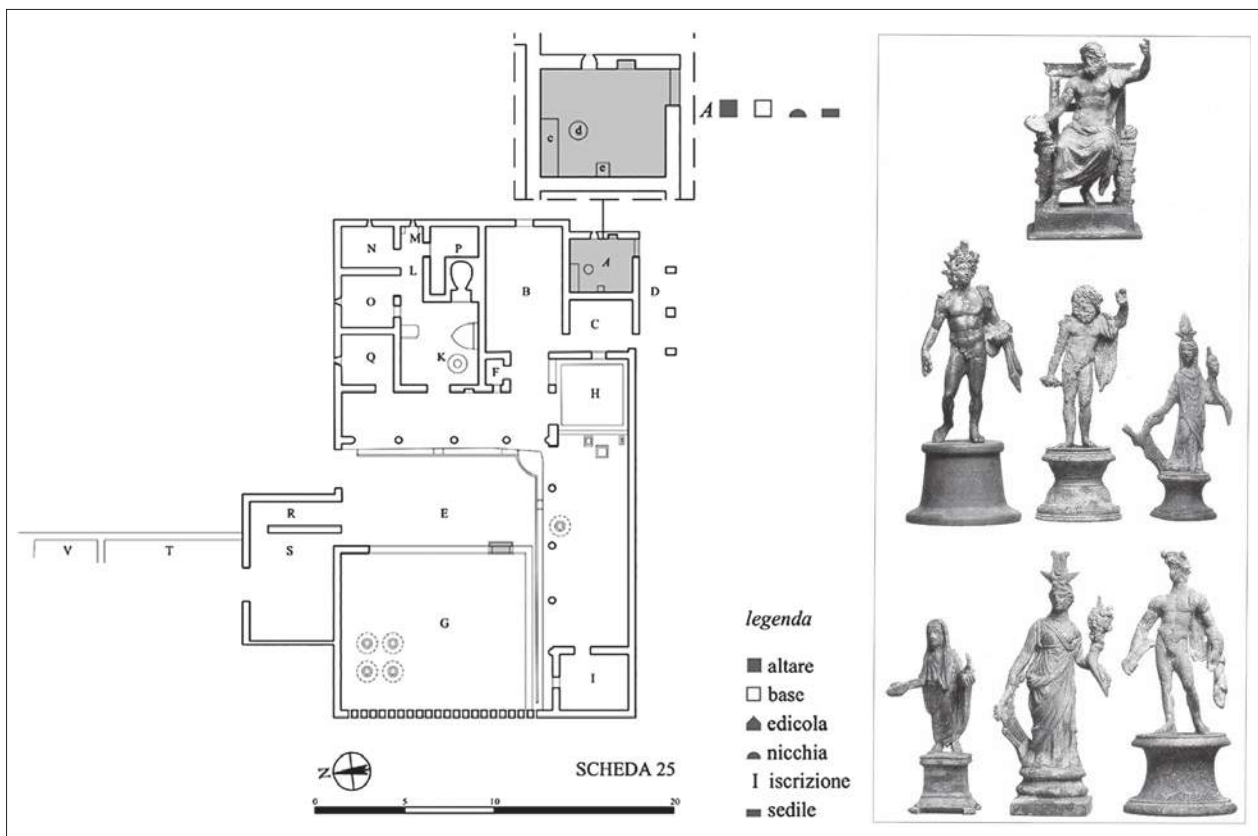 c
d
e
A
N
M
P
L
A
O
B
D
C
Q
K
F
H
R
E
V
T
S
G
I
N
SCHEDA 25
0
5
10
20
legenda
altare
base
edicola
nicchia
I iscrizione
sedile